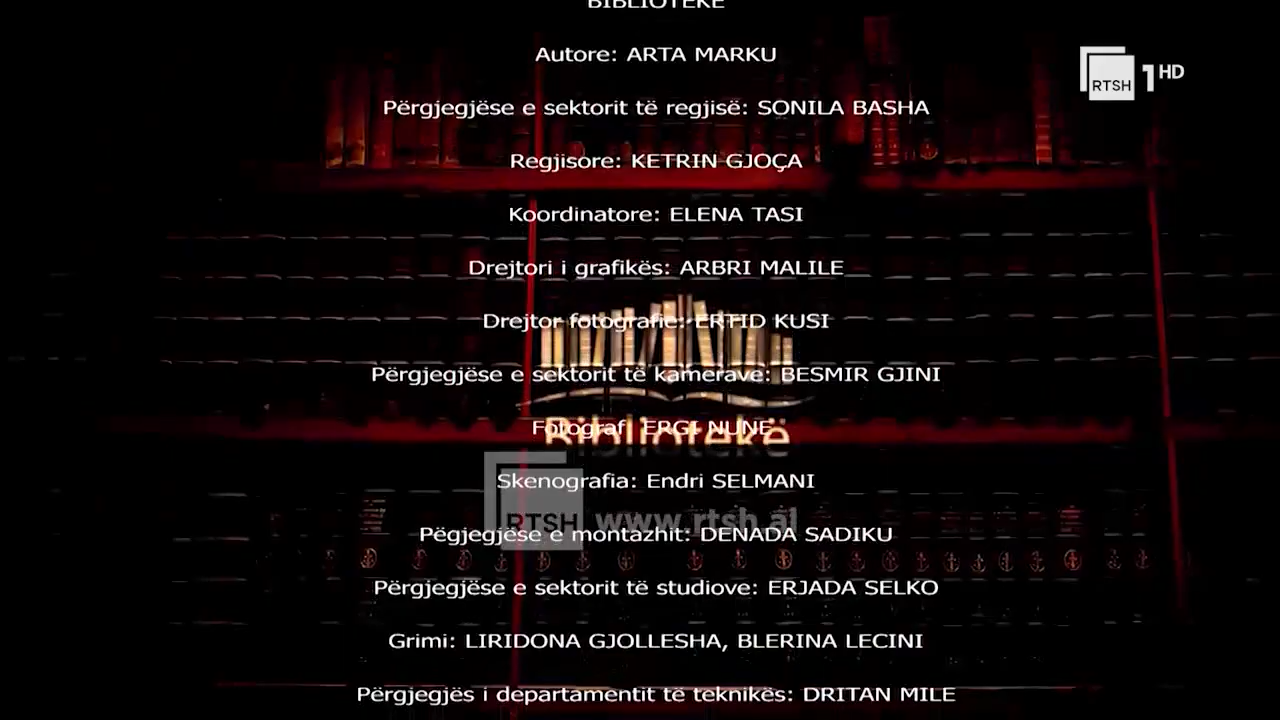 BIBLIOTEKË
Autore: ARTA MARKU
RTSH 1 HD
Përgjegjëse e sektorit të regjisë: SONILA BASHA
Regjisore: KETRIN GJOÇA
Koordinatore: ELENA TASI
Drejtori i grafikës: ARBRI MALILE
Drejtor fotografie: ERTID KUSI
Përgjegjëse e sektorit të kamerave: BESMIR GJINI
Fotograf: ERGI NUNE
Bibliotekë
Skenografia: Endri SELMANI
RTSH www.rtsh.al
Pëgjegjëse e montazhit: DENADA SADIKU
Përgjegjëse e sektorit të studiove: ERJADA SELKO
Grimi: LIRIDONA GJOLLESHA, BLERINA LECINI
Përgjegjës i departamentit të teknikës: DRITAN MILE